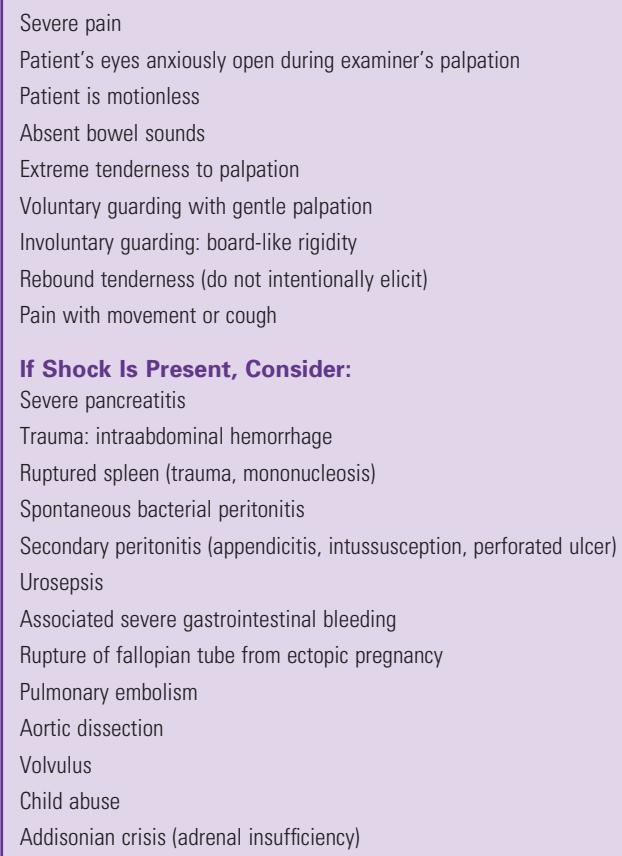 Severe pain
Patient’s eyes anxiously open during examiner’s palpation
Patient is motionless
Absent bowel sounds
Extreme tenderness to palpation
Voluntary guarding with gentle palpation
Involuntary guarding: board-like rigidity
Rebound tenderness (do not intentionally elicit)
Pain with movement or cough
If Shock Is Present, Consider:
Severe pancreatitis
Trauma: intraabdominal hemorrhage
Ruptured spleen (trauma, mononucleosis)
Spontaneous bacterial peritonitis
Secondary peritonitis (appendicitis, intussusception, perforated ulcer)
Urosepsis
Associated severe gastrointestinal bleeding
Rupture of fallopian tube from ectopic pregnancy
Pulmonary embolism
Aortic dissection
Volvulus
Child abuse
Addisonian crisis (adrenal insufficiency)